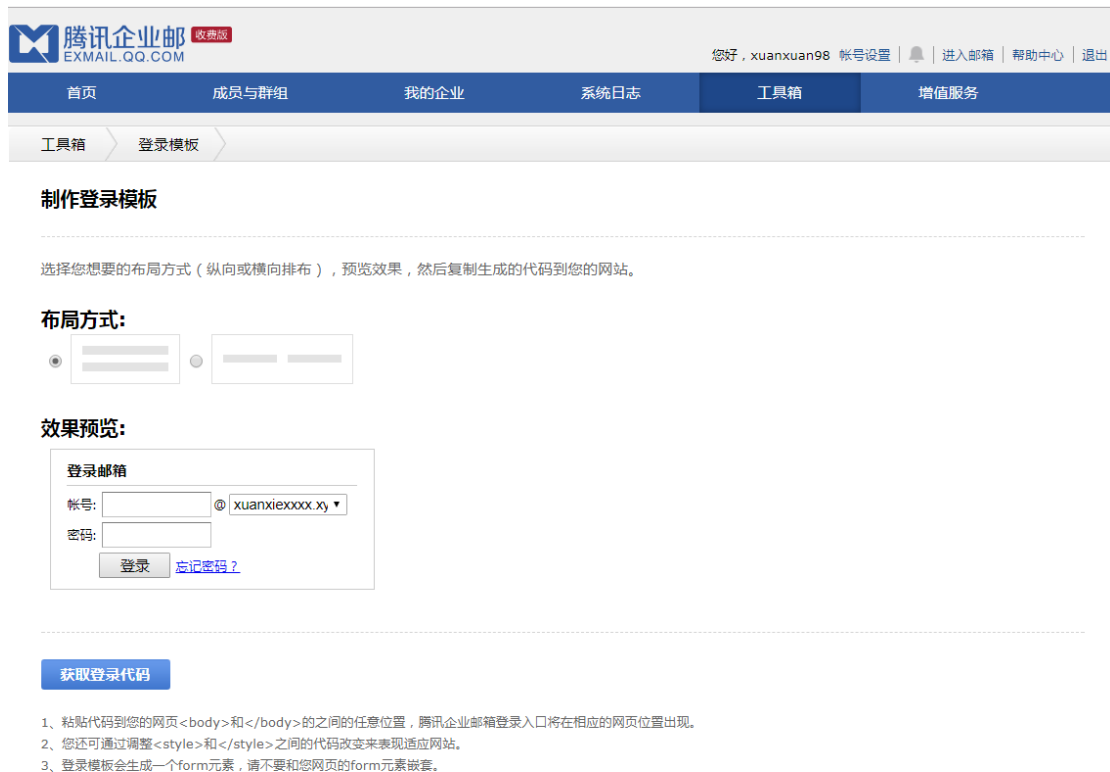 腾讯企业邮 收费版
EXMAIL.QQ.COM
您好，xuanxuan98 帐号设置 | | 进入邮箱 | 帮助中心 | 退出
首页 成员与群组 我的企业 系统日志 工具箱 增值服务
工具箱 登录模板
制作登录模板
选择您想要的布局方式（纵向或横向排布），预览效果，然后复制生成的代码到您的网站。
布局方式:
效果预览:
登录邮箱
帐号: @ xuanxiexxxx.xy
密码:
登录 忘记密码？
获取登录代码
1、粘贴代码到您的网页<body>和</body>的之间的任意位置，腾讯企业邮箱登录入口将在相应的网页位置出现。
2、您还可通过调整<style>和</style>之间的代码改变来表现适应网站。
3、登录模板会生成一个form元素，请不要和您网页的form元素嵌套。